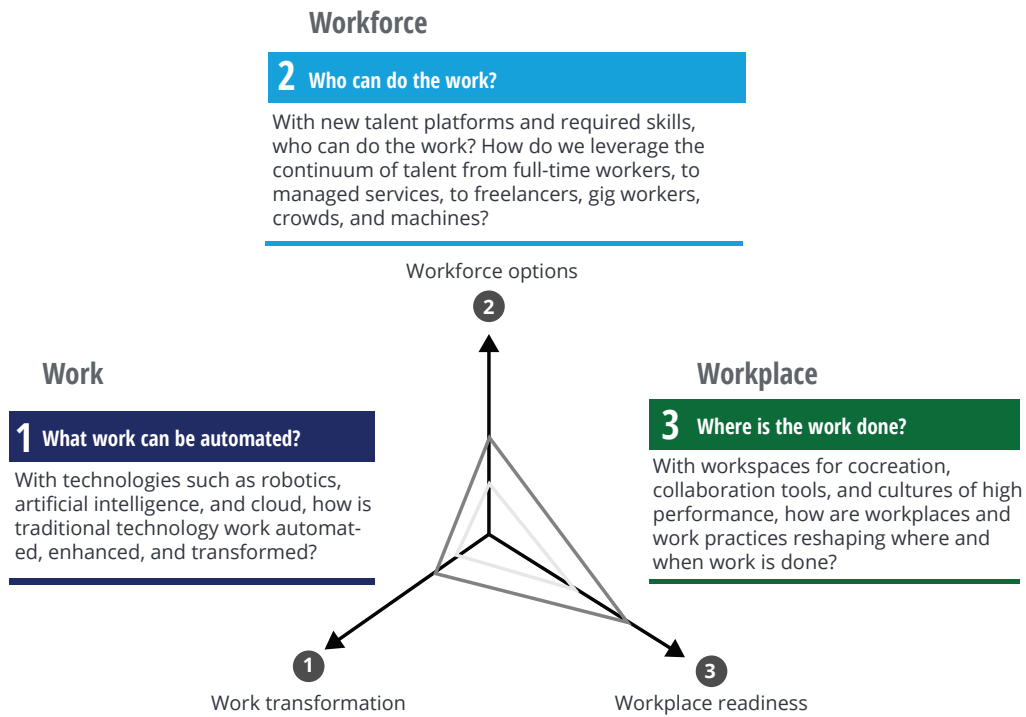 Workforce
2 Who can do the work?
With new talent platforms and required skills,
who can do the work? How do we leverage the
continuum of talent from full-time workers, to
managed services, to freelancers, gig workers,
crowds, and machines?
Workforce options
2
Work
1 What work can be automated?
With technologies such as robotics,
artificial intelligence, and cloud, how is
traditional technology work automat-
ed, enhanced, and transformed?
Workplace
3 Where is the work done?
With workspaces for cocreation,
collaboration tools, and cultures of high
performance, how are workplaces and
work practices reshaping where and
when work is done?
1
Work transformation
3
Workplace readiness